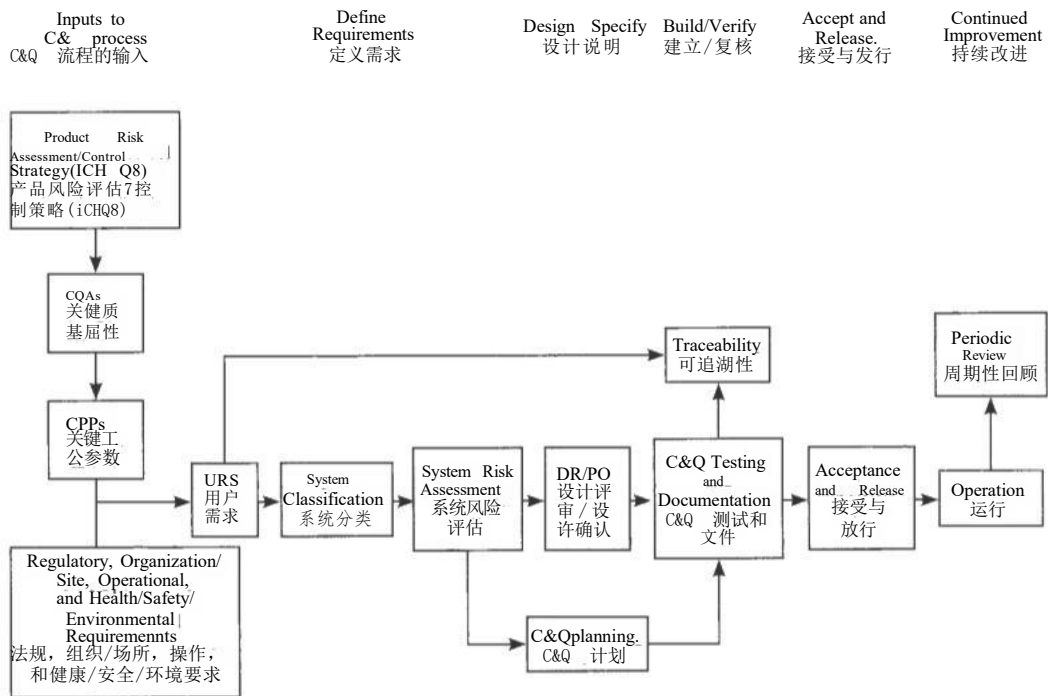 Inputs to
C& process
C&Q 流程的输入
Define
Requirements
定义需求
Design Specify
设计说明
Build/Verify
建立/复核
Accept and
Release.
接受与发行
Continued
Improvement
持续改进
Product Risk
Assessment/Control
Strategy(ICH Q8)
产品风险评估7控
制策略(iCHQ8)
CQAs
关健质
基屈性
CPPs
关键工
公参数
Regulatory, Organization/
Site, Operational,
and Health/Safety/
Environmental
Requiremennts
法规，组织/场所，操作，
和健康/安全/环境要求
URS
用户
需求
System
Classification
系统分类
System Risk
Assessment
系统风险
评估
DR/PO
设计评
审/设
许确认
C&Qplanning.
C&Q 计划
Traceability
可追湖性
C&Q Testing
and
Documentation
C&Q 测试和
文件
Acceptance
and Release
接受与
放行
Operation
运行
Periodic
Review
周期性回顾